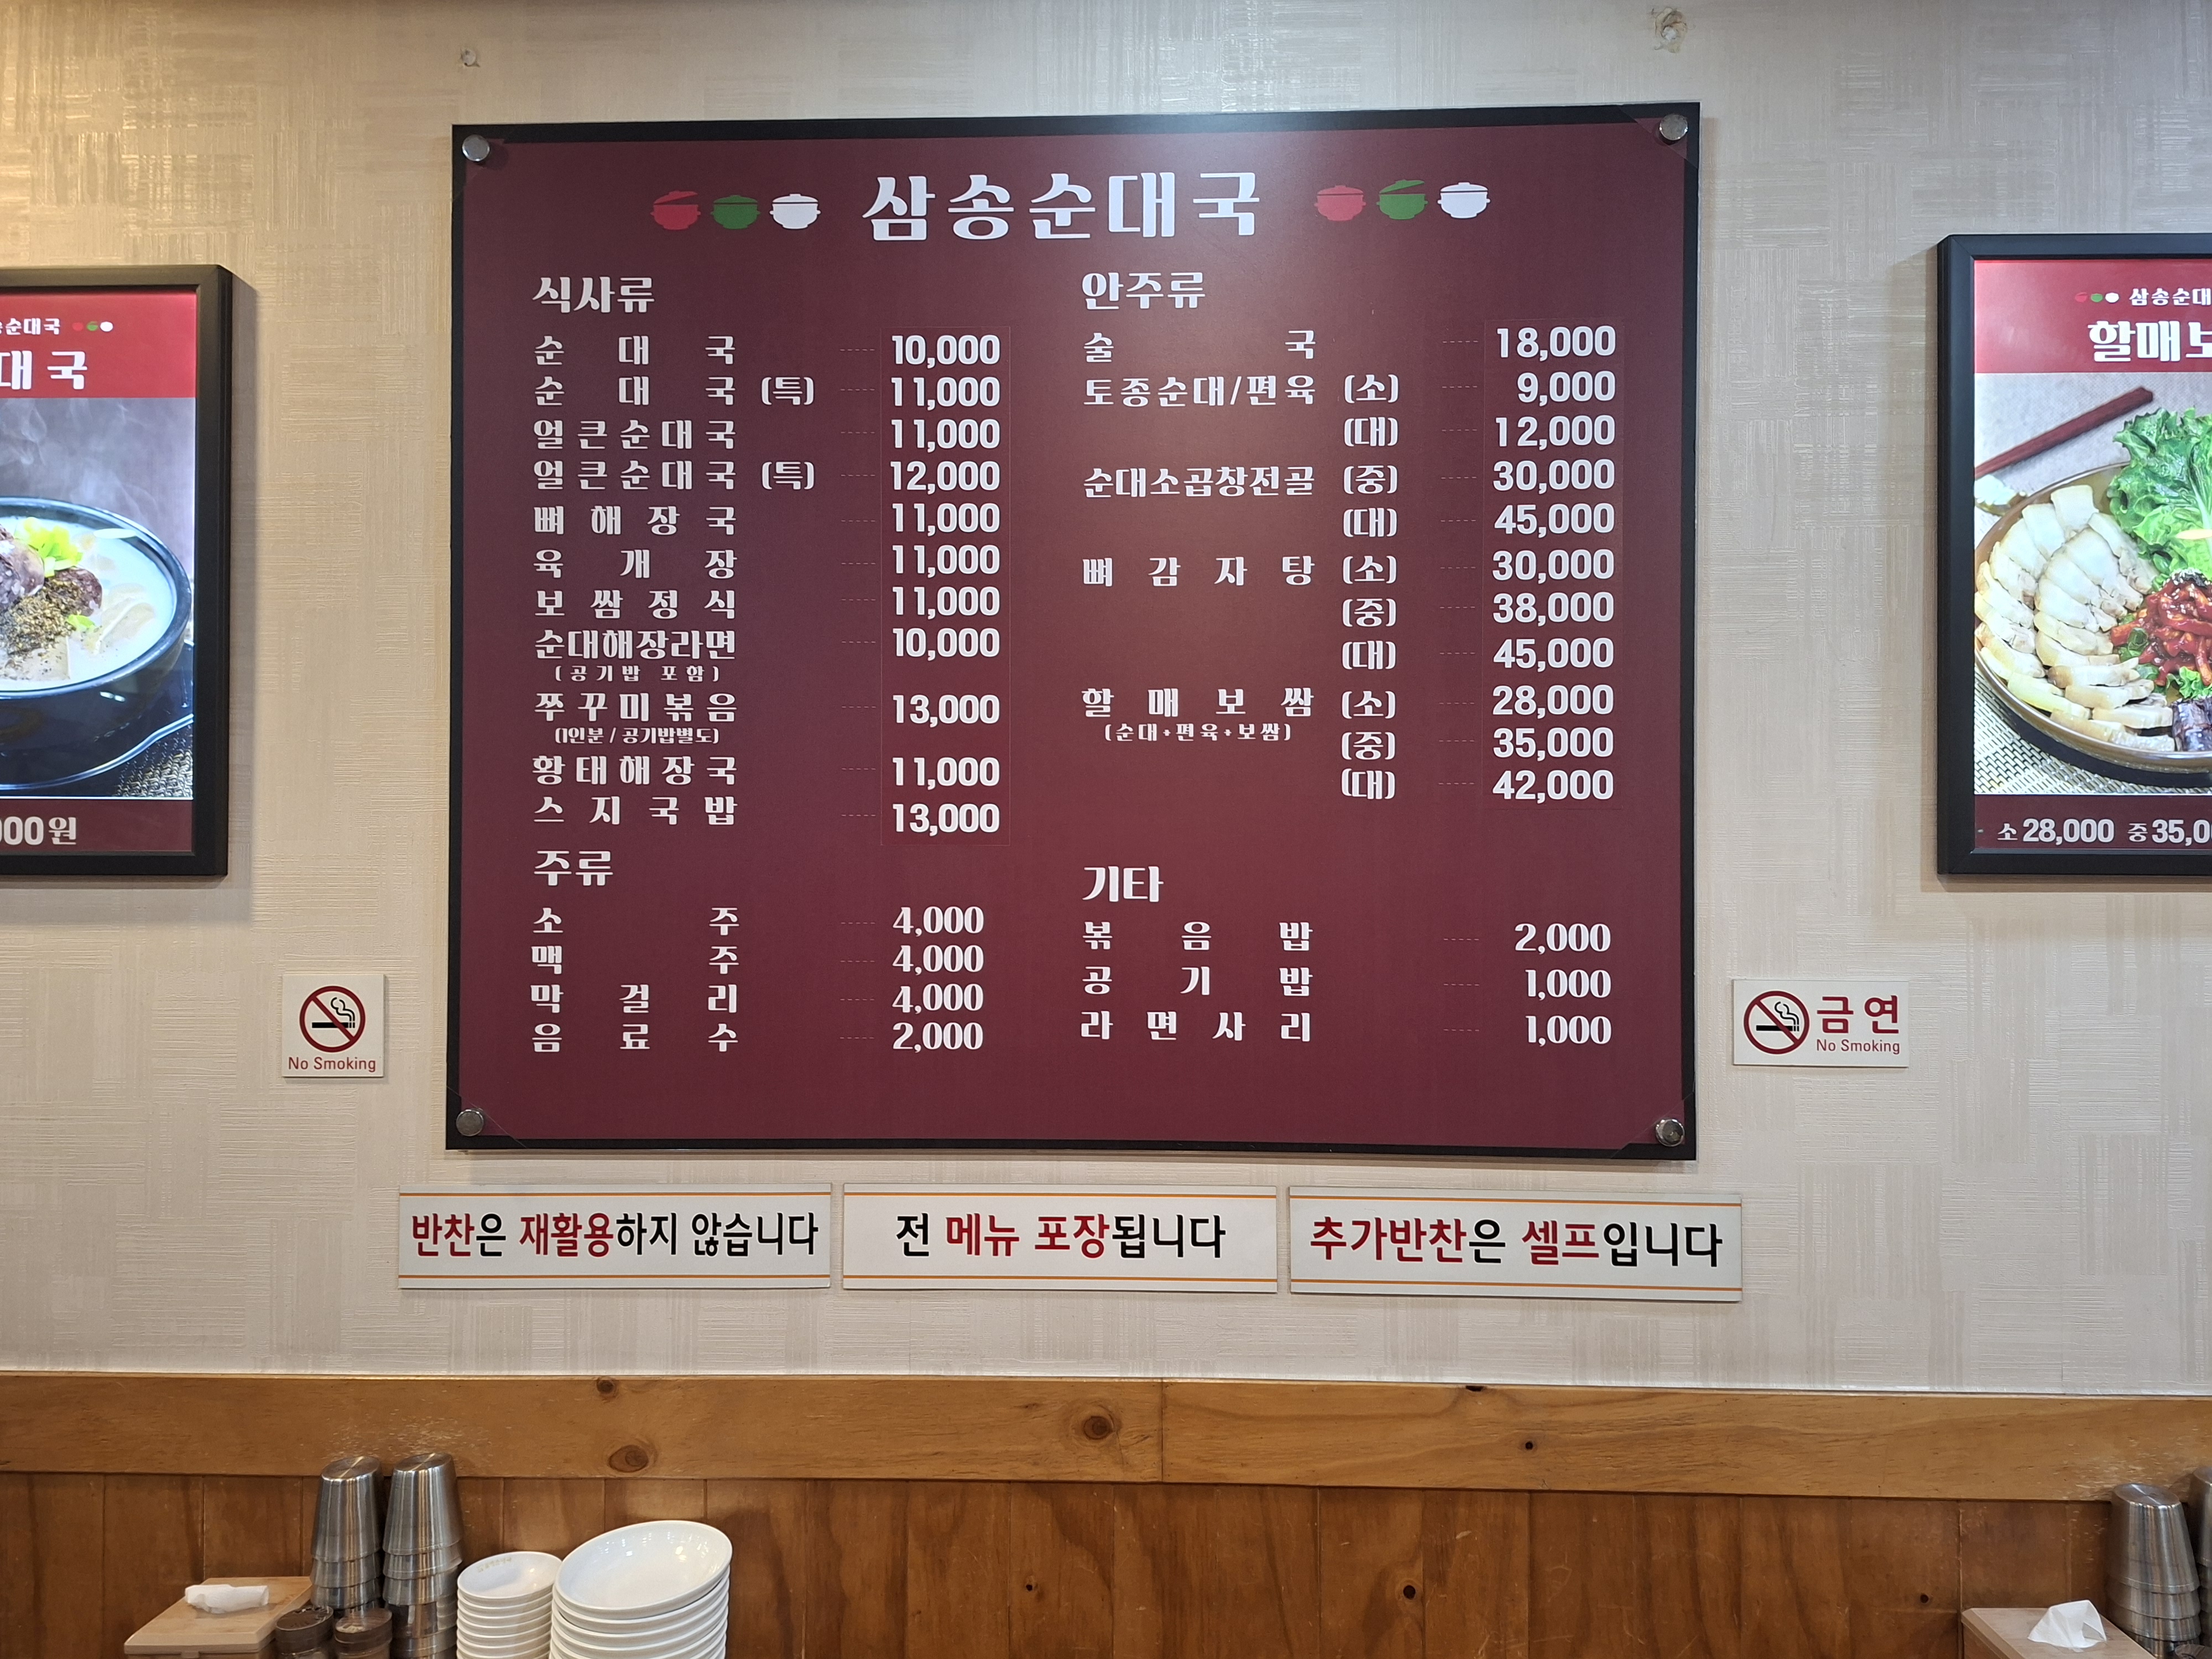 삼송순대국
식사류
순대국 10,000
순대국 (특) 11,000
얼큰순대국 11,000
얼큰순대국 (특) 12,000
뼈해장국 11,000
육개장 11,000
보쌈정식 11,000
순대해장라면 10,000
(공기밥 포함)
쭈꾸미볶음 13,000
(1인분/공기밥별도)
황태해장국 11,000
스지국밥 13,000
주류
소주 4,000
맥주 4,000
막걸리 4,000
음료수 2,000
안주류
술국 18,000
토종순대/편육 (소) 9,000
(대) 12,000
순대소곱창전골 (중) 30,000
(대) 45,000
뼈감자탕 (소) 30,000
(중) 38,000
(대) 45,000
할매보쌈 (소) 28,000
(순대+편육+보쌈) (중) 35,000
(대) 42,000
기타
볶음밥 2,000
공기밥 1,000
라면사리 1,000
순대국
대국
000원
삼송순대
할매보
소 28,000 중 35,0
No Smoking
금연
No Smoking
반찬은 재활용하지 않습니다
전 메뉴 포장됩니다
추가반찬은 셀프입니다